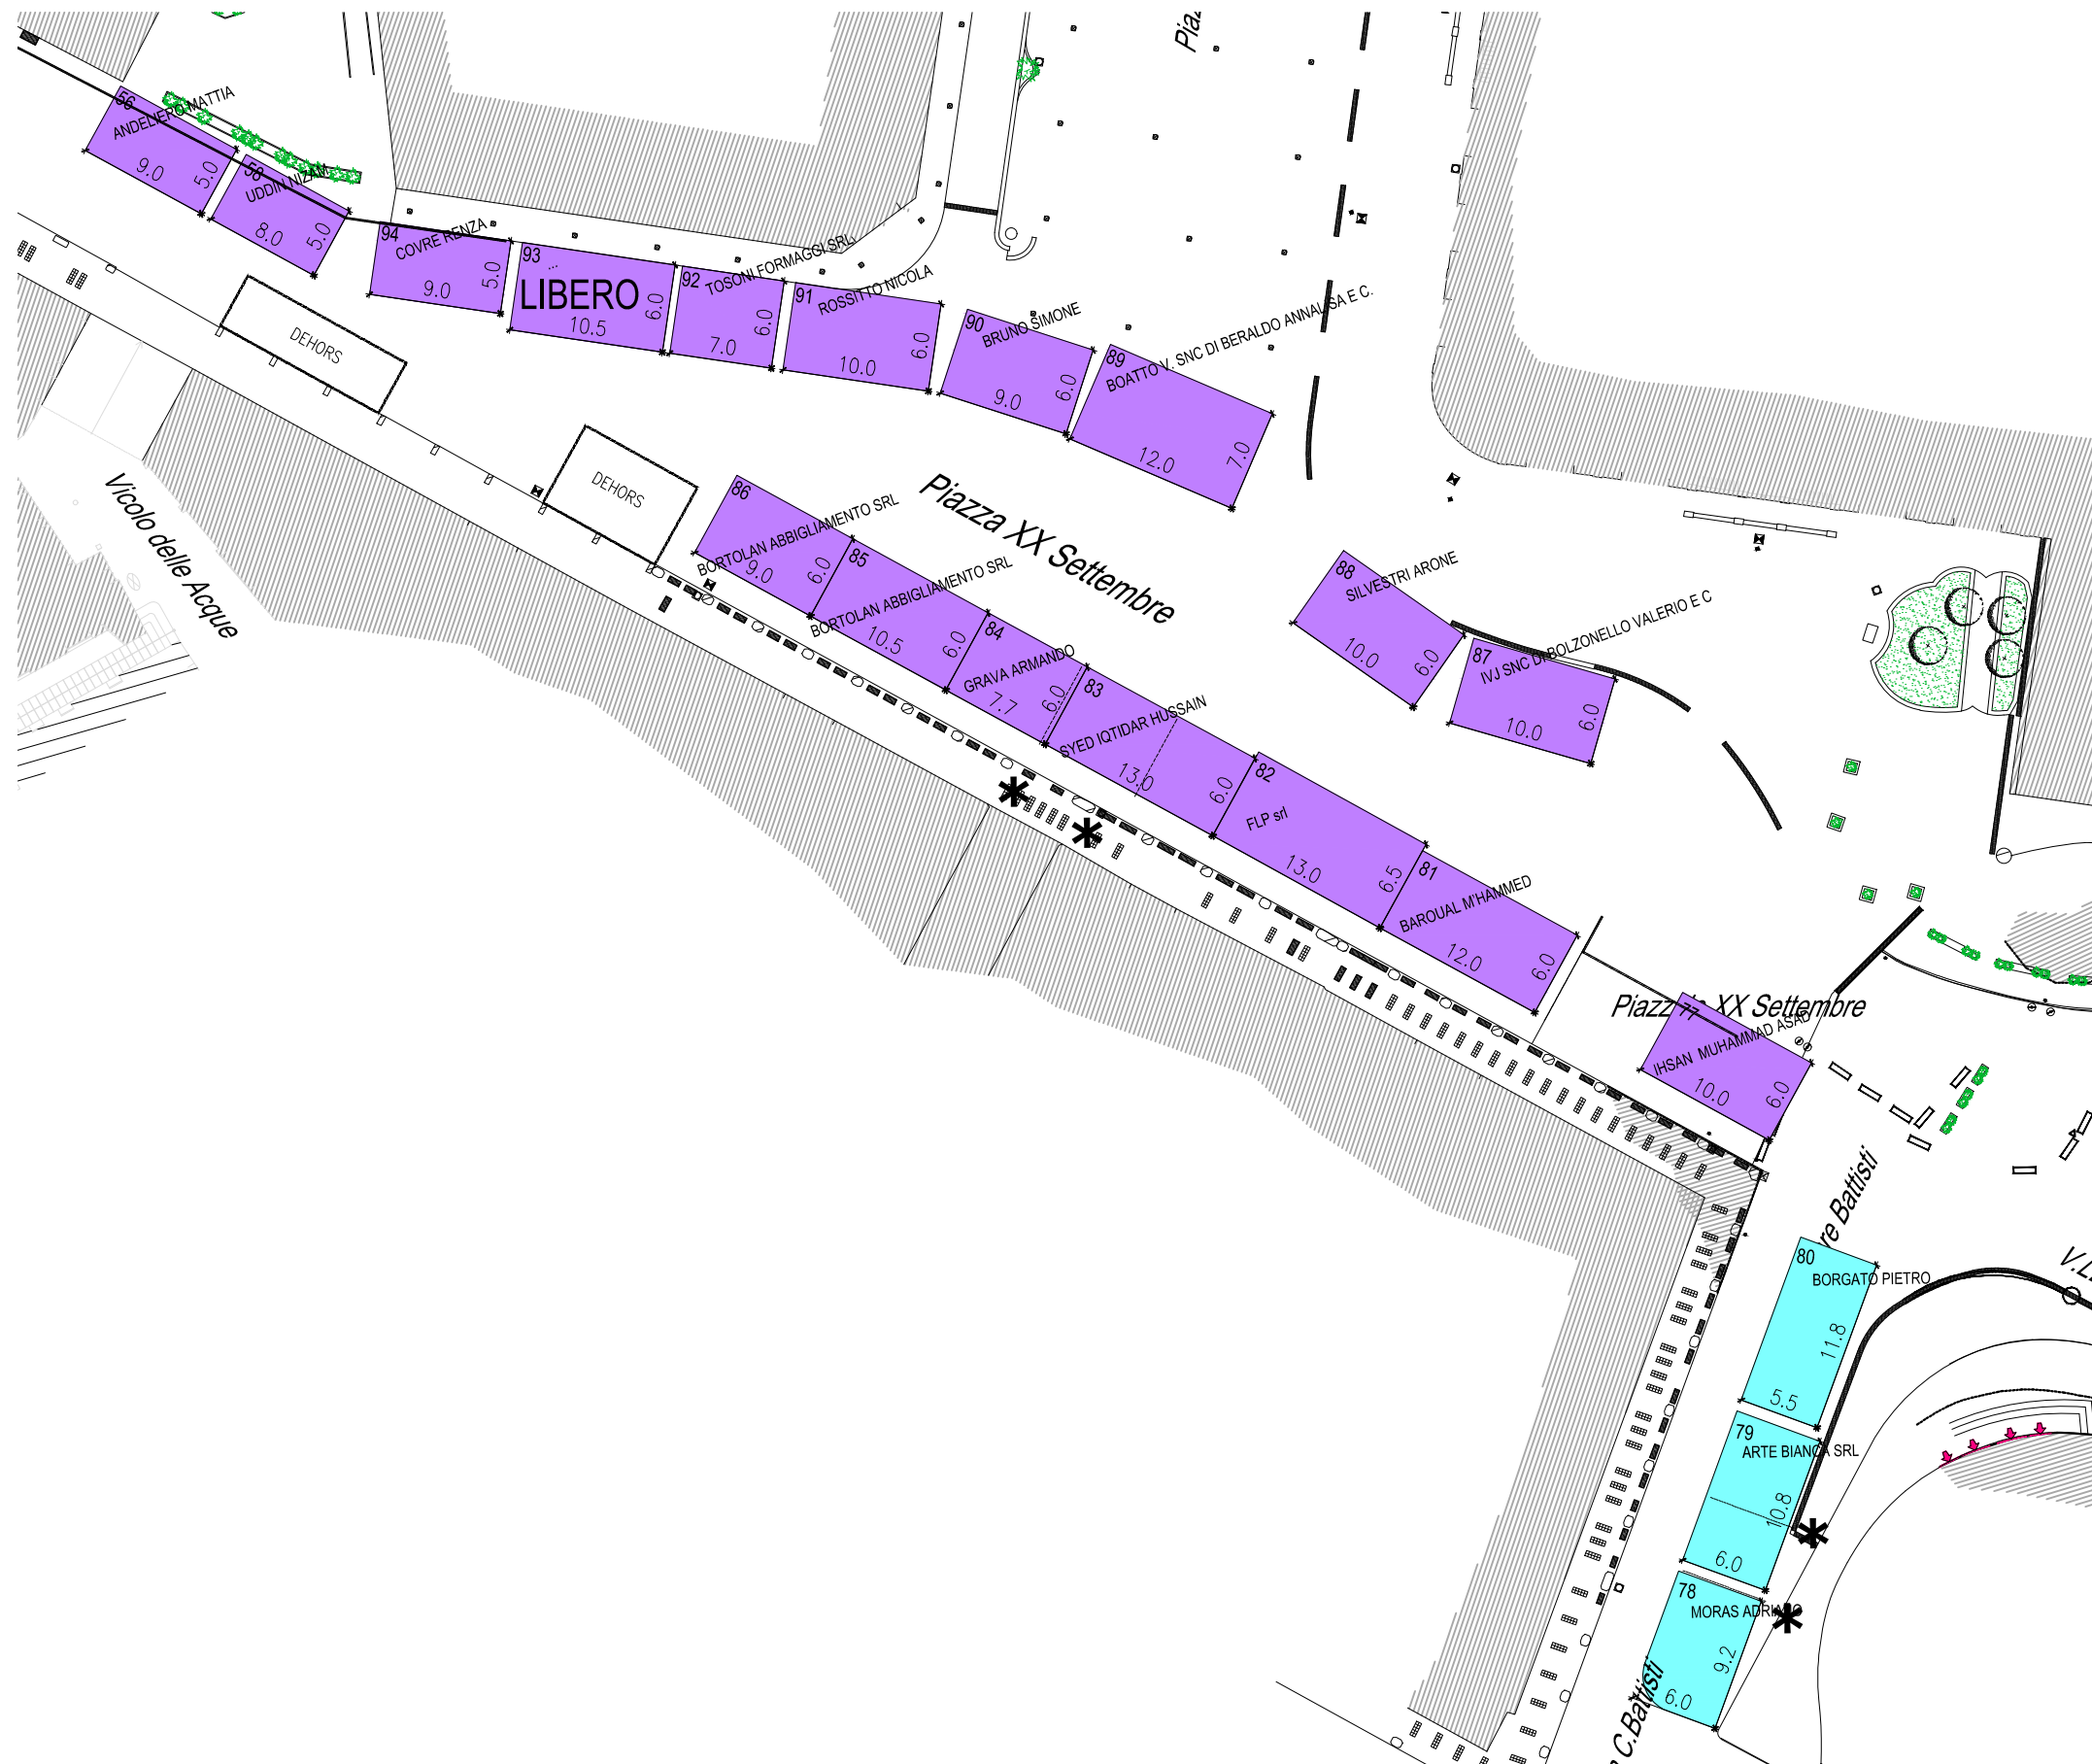 56
ANDELIERO MATTIA
9.0
5.0
58
UDDIN NIZAM
8.0
5.0
94
COVRE RENZA
9.0
5.0
93
...
LIBERO
10.5
6.0
92
TOSONI FORMAGGI SRL
7.0
6.0
91
ROSSITTO NICOLA
10.0
6.0
90
BRUNO SIMONE
9.0
6.0
89
BOATTO V. SNC DI BERALDO ANNALISA E C.
12.0
7.0
DEHORS
DEHORS
Vicolo delle Acque
Piazza XX Settembre
86
BORTOLAN ABBIGLIAMENTO SRL
9.0
6.0
85
BORTOLAN ABBIGLIAMENTO SRL
10.5
6.0
84
GRAVA ARMANDO
7.7
6.0
83
SYED IQTIDAR HUSSAIN
13.0
6.0
82
FLP srl
13.0
6.5
81
BAROUAL M'HAMMED
12.0
6.0
88
SILVESTRI ARONE
10.0
6.0
87
IVJ SNC DI BOLZONELLO VALERIO E C
10.0
6.0
XX Settembre
77
IHSAN MUHAMMAD ASAD
10.0
6.0
Battisti
80
BORGATO PIETRO
11.8
5.5
79
ARTE BIANCA SRL
10.8
6.0
78
MORAS ADRIANO
9.2
6.0
C.Battisti